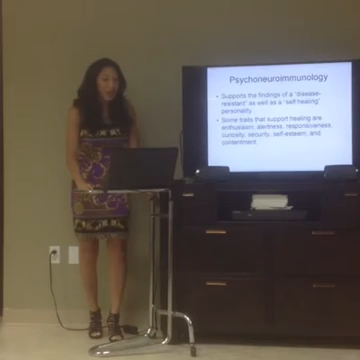 Psychoneuroimmunology
• Supports the findings of a "disease-
resistant" as well as a "self healing"
personality.
• Some traits that support healing are
enthusiasm, alertness, responsiveness,
curiosity, security, self-esteem, and
contentment.